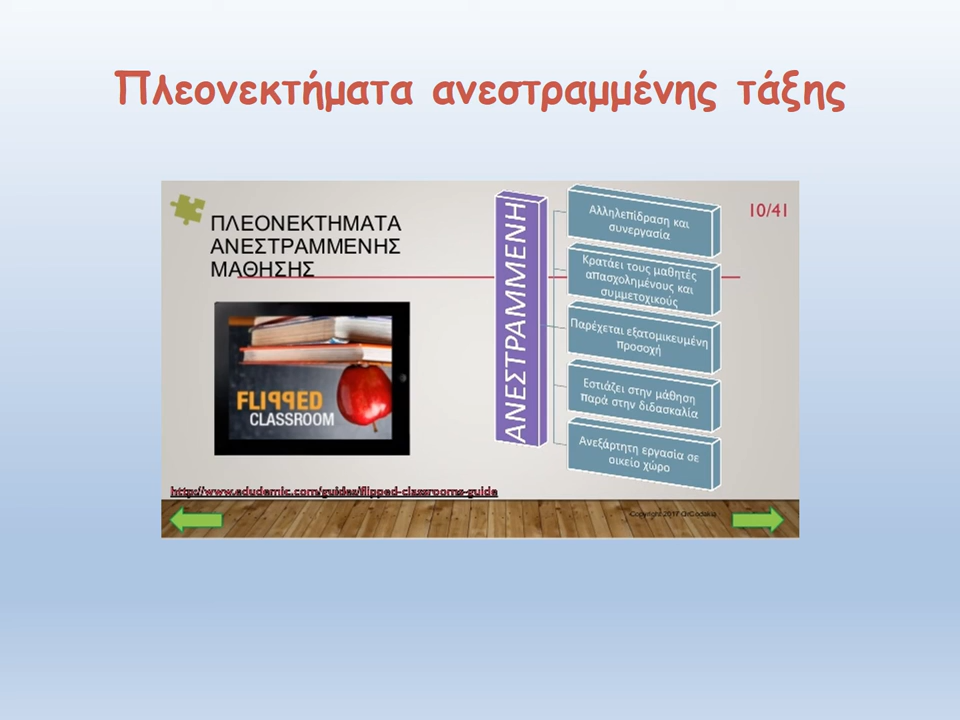 Πλεονεκτήματα ανεστραμμένης τάξης
ΠΛΕΟΝΕΚΤΗΜΑΤΑ
ΑΝΕΣΤΡΑΜΜΕΝΗΣ
ΜΑΘΗΣΗΣ
FLIPPED
CLASSROOM
http://www.edudemic.com/guides/flipped-classrooms-guide
ΑΝΕΣΤΡΑΜΜΕΝΗ
Αλληλεπίδραση και
συνεργασία
Κρατάει τους μαθητές
απασχολημένους και
συμμετοχικούς
Παρέχεται εξατομικευμένη
προσοχή
Εστιάζει στην μάθηση
παρά στην διδασκαλία
Ανεξάρτητη εργασία σε
οικείο χώρο
10/41
Copyright 2017